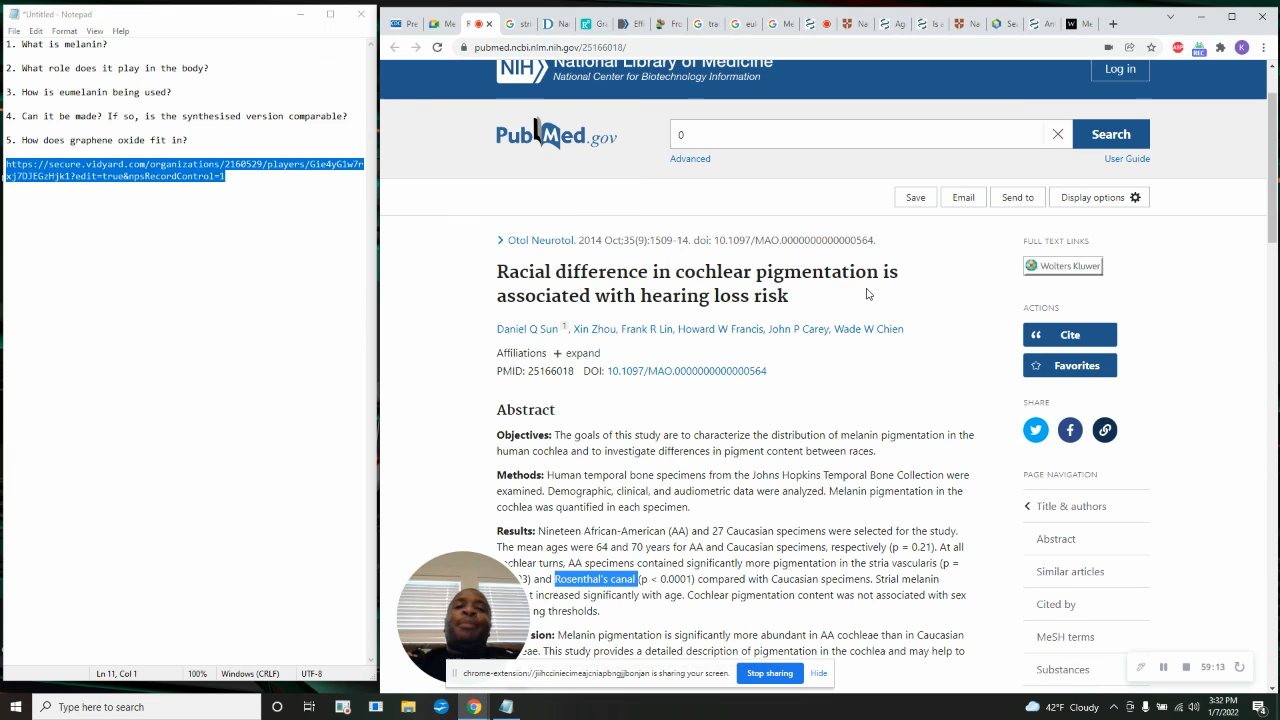 *Untitled - Notepad
File Edit Format View Help
1. What is melanin?
2. What role does it play in the body?
3. How is eumelanin being used?
4. Can it be made? If so, is the synthesised version comparable?
5. How does graphene oxide fit in?
https://secure.vidyard.com/organizations/2160529/players/Gie4yG1w7r
xj7DJEGzHjk1?edit=true&npsRecordControl=1
Ln 11, Col 1 100% Windows (CRLF) UTF-8
pubmed.ncbi.nlm.nih.gov/25166018/
NIH National Library of Medicine
National Center for Biotechnology Information
Log in
PubMed.gov
0
Search
Advanced
User Guide
Save Email Send to Display options
Otol Neurotol. 2014 Oct;35(9):1509-14. doi: 10.1097/MAO.0000000000000564.
Racial difference in cochlear pigmentation is
associated with hearing loss risk
Daniel Q Sun 1, Xin Zhou, Frank R Lin, Howard W Francis, John P Carey, Wade W Chien
Affiliations + expand
PMID: 25166018 DOI: 10.1097/MAO.0000000000000564
Abstract
Objectives: The goals of this study are to characterize the distribution of melanin pigmentation in the
human cochlea and to investigate differences in pigment content between races.
Methods: Human temporal bone specimens from the Johns Hopkins Temporal Bone Collection were
examined. Demographic, clinical, and audiometric data were analyzed. Melanin pigmentation in the
cochlea was quantified in each specimen.
Results: Nineteen African-American (AA) and 27 Caucasian specimens were selected for the study.
The mean ages were 64 and 70 years for AA and Caucasian specimens, respectively (p = 0.21). At all
cochlear turns, AA specimens contained significantly more pigmentation in the stria vascularis (p =
and Rosenthal's canal (p < 0.0001) compared with Caucasian specimens. Strial melanin
increased significantly with age. Cochlear pigmentation content was not associated with sex
thresholds.
Melanin pigmentation is significantly more abundant in AA cochleae than in Caucasian
This study provides a detailed description of pigmentation in the cochlea and may help to
FULL TEXT LINKS
Wolters Kluwer
ACTIONS
Cite
Favorites
SHARE
PAGE NAVIGATION
Title & authors
Abstract
Similar articles
Cited by
MeSH terms
Substances
chrome-extension://jiihcciniecimeajcniapbngjjbonjan is sharing your screen.
Stop sharing
Hide
59:13
Type here to search
42°F Cloudy
3:32 PM
1/7/2022